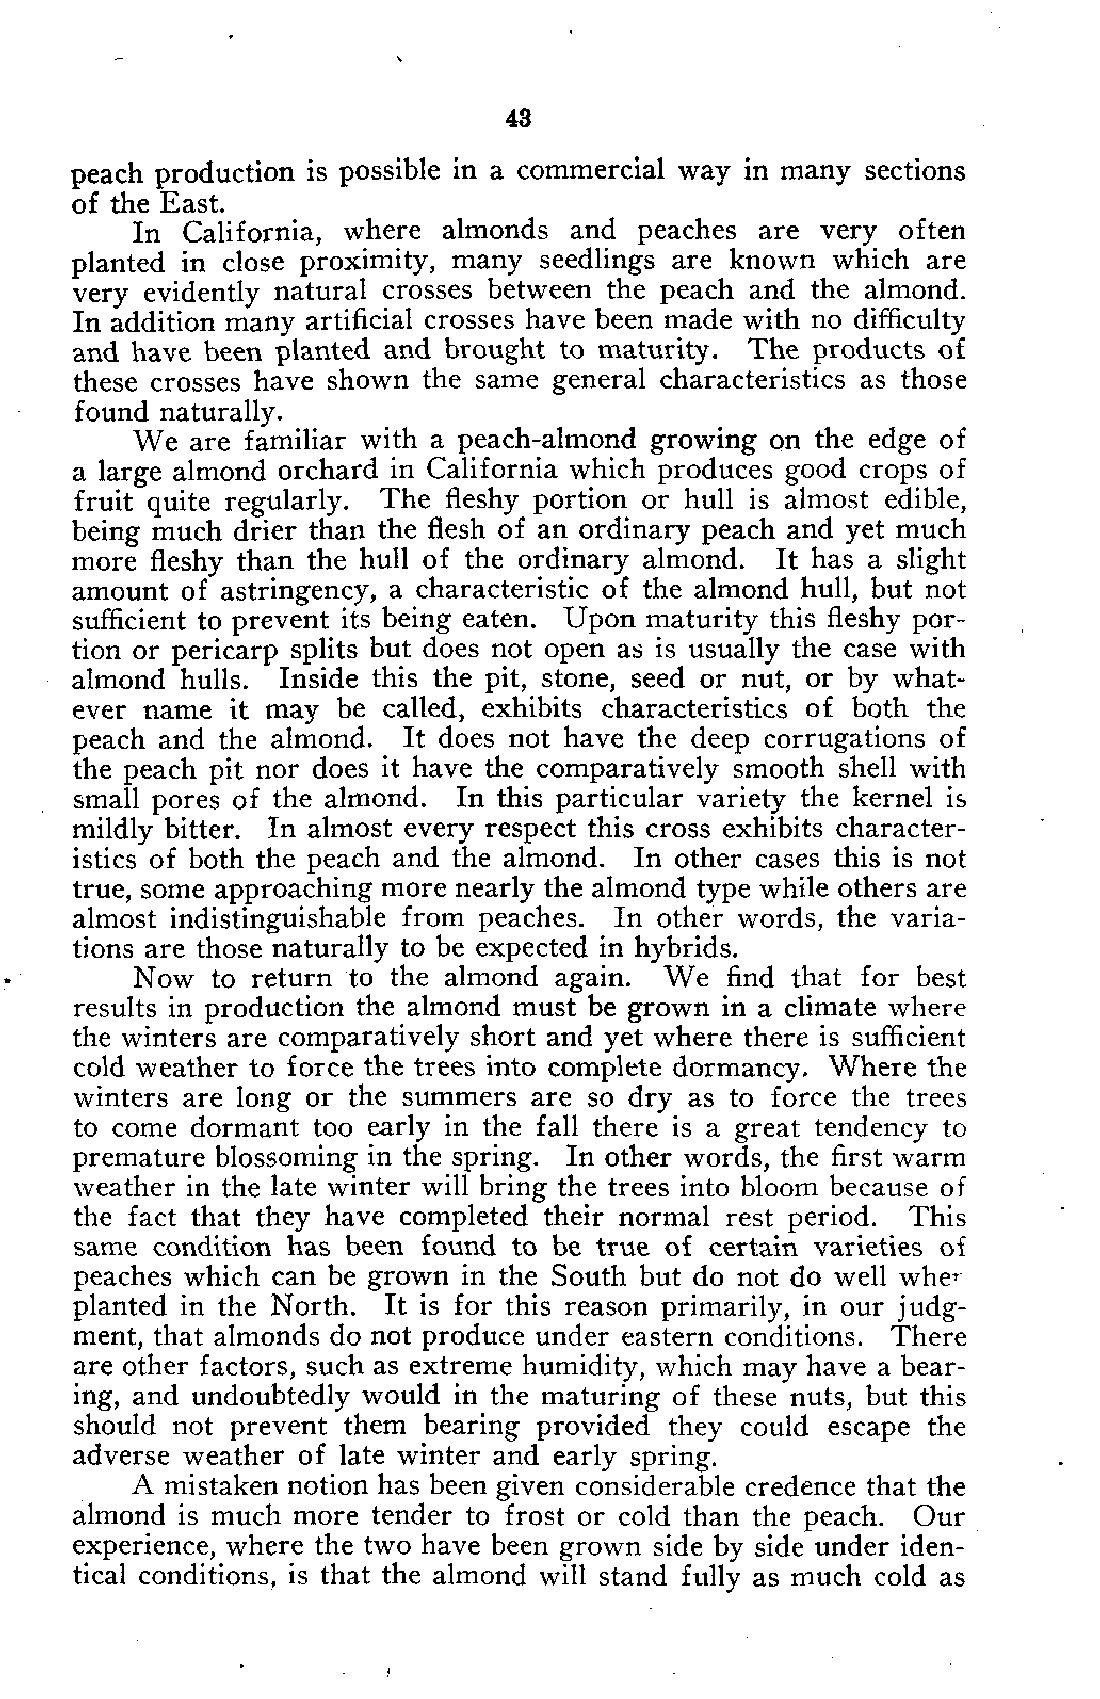 43
peach production is possible in a commercial way in many sections
of the East.
In California, where almonds and peaches are very often
planted in close proximity, many seedlings are known which are
very evidently natural crosses between the peach and the almond.
In addition many artificial crosses have been made with no difficulty
and have been planted and brought to maturity. The products of
these crosses have shown the same general characteristics as those
found naturally.
We are familiar with a peach-almond growing on the edge of
a large almond orchard in California which produces good crops of
fruit quite regularly. The fleshy portion or hull is almost edible,
being much drier than the flesh of an ordinary peach and yet much
more fleshy than the hull of the ordinary almond. It has a slight
amount of astringency, a characteristic of the almond hull, but not
sufficient to prevent its being eaten. Upon maturity this fleshy por-
tion or pericarp splits but does not open as is usually the case with
almond hulls. Inside this the pit, stone, seed or nut, or by what-
ever name it may be called, exhibits characteristics of both the
peach and the almond. It does not have the deep corrugations of
the peach pit nor does it have the comparatively smooth shell with
small pores of the almond. In this particular variety the kernel is
mildly bitter. In almost every respect this cross exhibits character-
istics of both the peach and the almond. In other cases this is not
true, some approaching more nearly the almond type while others are
almost indistinguishable from peaches. In other words, the varia-
tions are those naturally to be expected in hybrids.
Now to return to the almond again. We find that for best
results in production the almond must be grown in a climate where
the winters are comparatively short and yet where there is sufficient
cold weather to force the trees into complete dormancy. Where the
winters are long or the summers are so dry as to force the trees
to come dormant too early in the fall there is a great tendency to
premature blossoming in the spring. In other words, the first warm
weather in the late winter will bring the trees into bloom because of
the fact that they have completed their normal rest period. This
same condition has been found to be true of certain varieties of
peaches which can be grown in the South but do not do well when
planted in the North. It is for this reason primarily, in our judg-
ment, that almonds do not produce under eastern conditions. There
are other factors, such as extreme humidity, which may have a bear-
ing, and undoubtedly would in the maturing of these nuts, but this
should not prevent them bearing provided they could escape the
adverse weather of late winter and early spring.
A mistaken notion has been given considerable credence that the
almond is much more tender to frost or cold than the peach. Our
experience, where the two have been grown side by side under iden-
tical conditions, is that the almond will stand fully as much cold as